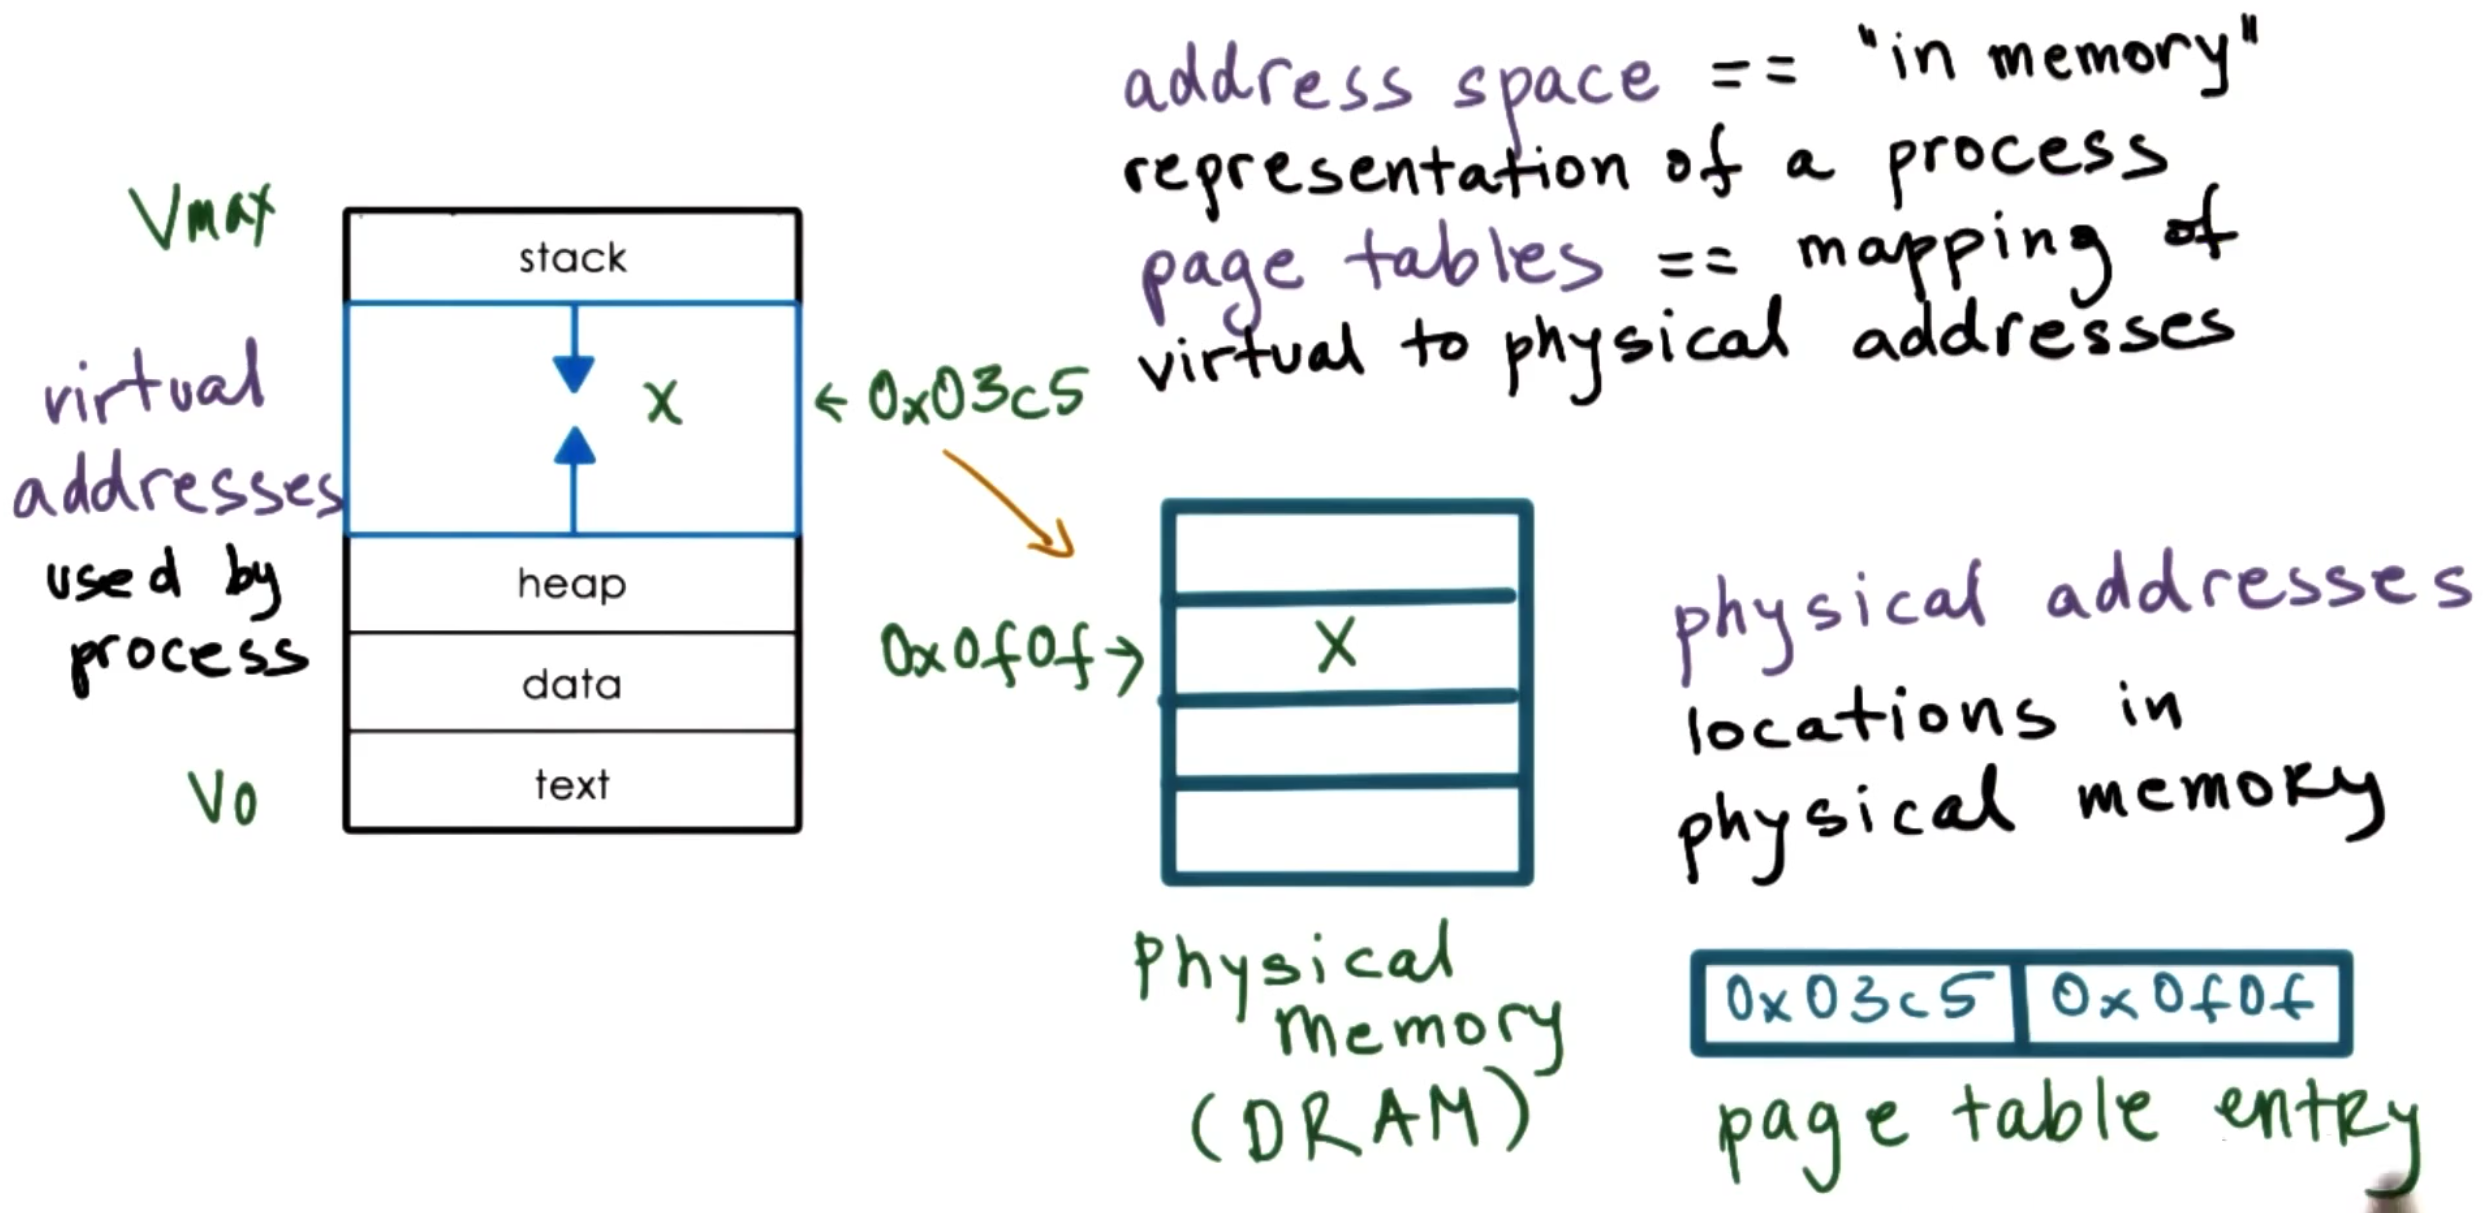 address space == "in memory"
representation of a process
page tables == mapping of
virtual to physical addresses
Vmax
virtual
addresses
used by
process
V0
stack
x
← 0x03c5
heap
data
text
0x0f0f →
X
Physical
memory
(DRAM)
physical addresses
locations in
physical memory
0x03c5 0x0f0f
page table entry